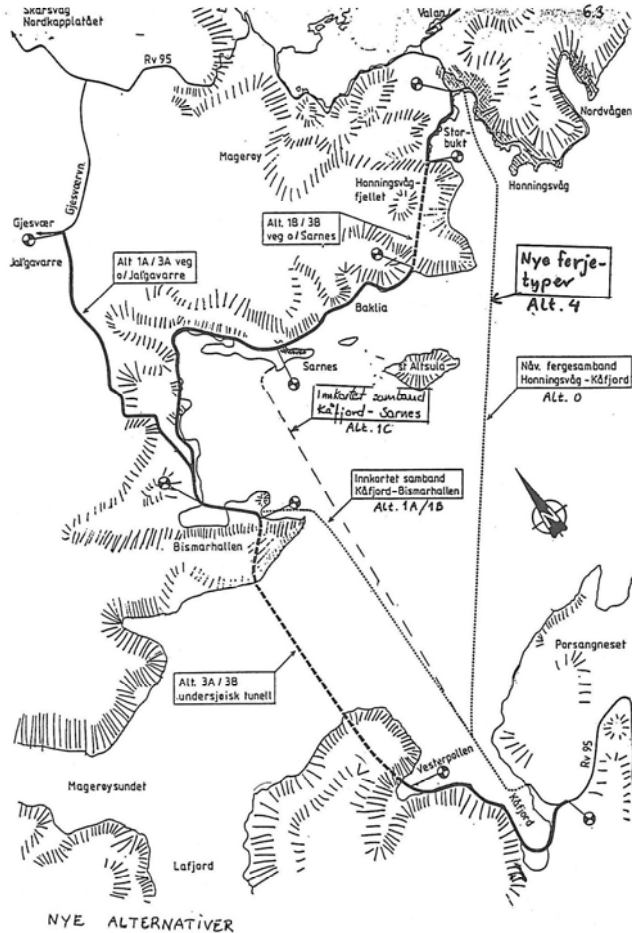 Skarsvåg
Nordkapplatået
Valan
6.3
Rv 95
Nordvågen
Stor-
bukt
Magerøy
Honningsvåg-
fjellet
Honningsvåg
Gjesværvn.
Gjesvær
Jal'gavarre
Alt 1A / 3A veg
o/Jal'gavarre
Alt 1B / 3B
veg o/Sarnes
Nye ferje-
typer
Alt. 4
Baklia
Sarnes
st Altsula
Innkortet samband
Kåfjord - Sarnes
Alt. 1C
Nåv. fergesamband
Honningsvåg - Kåfjord
Alt. 0
Innkortet samband
Kåfjord-Bismarhallen
Alt. 1A/1B
Bismarhallen
Porsangneset
Alt. 3A / 3B
undersjøisk tunell
Rv 95
Vesterpollen
Magerøysundet
Kåfjord
Lafjord
NYE ALTERNATIVER